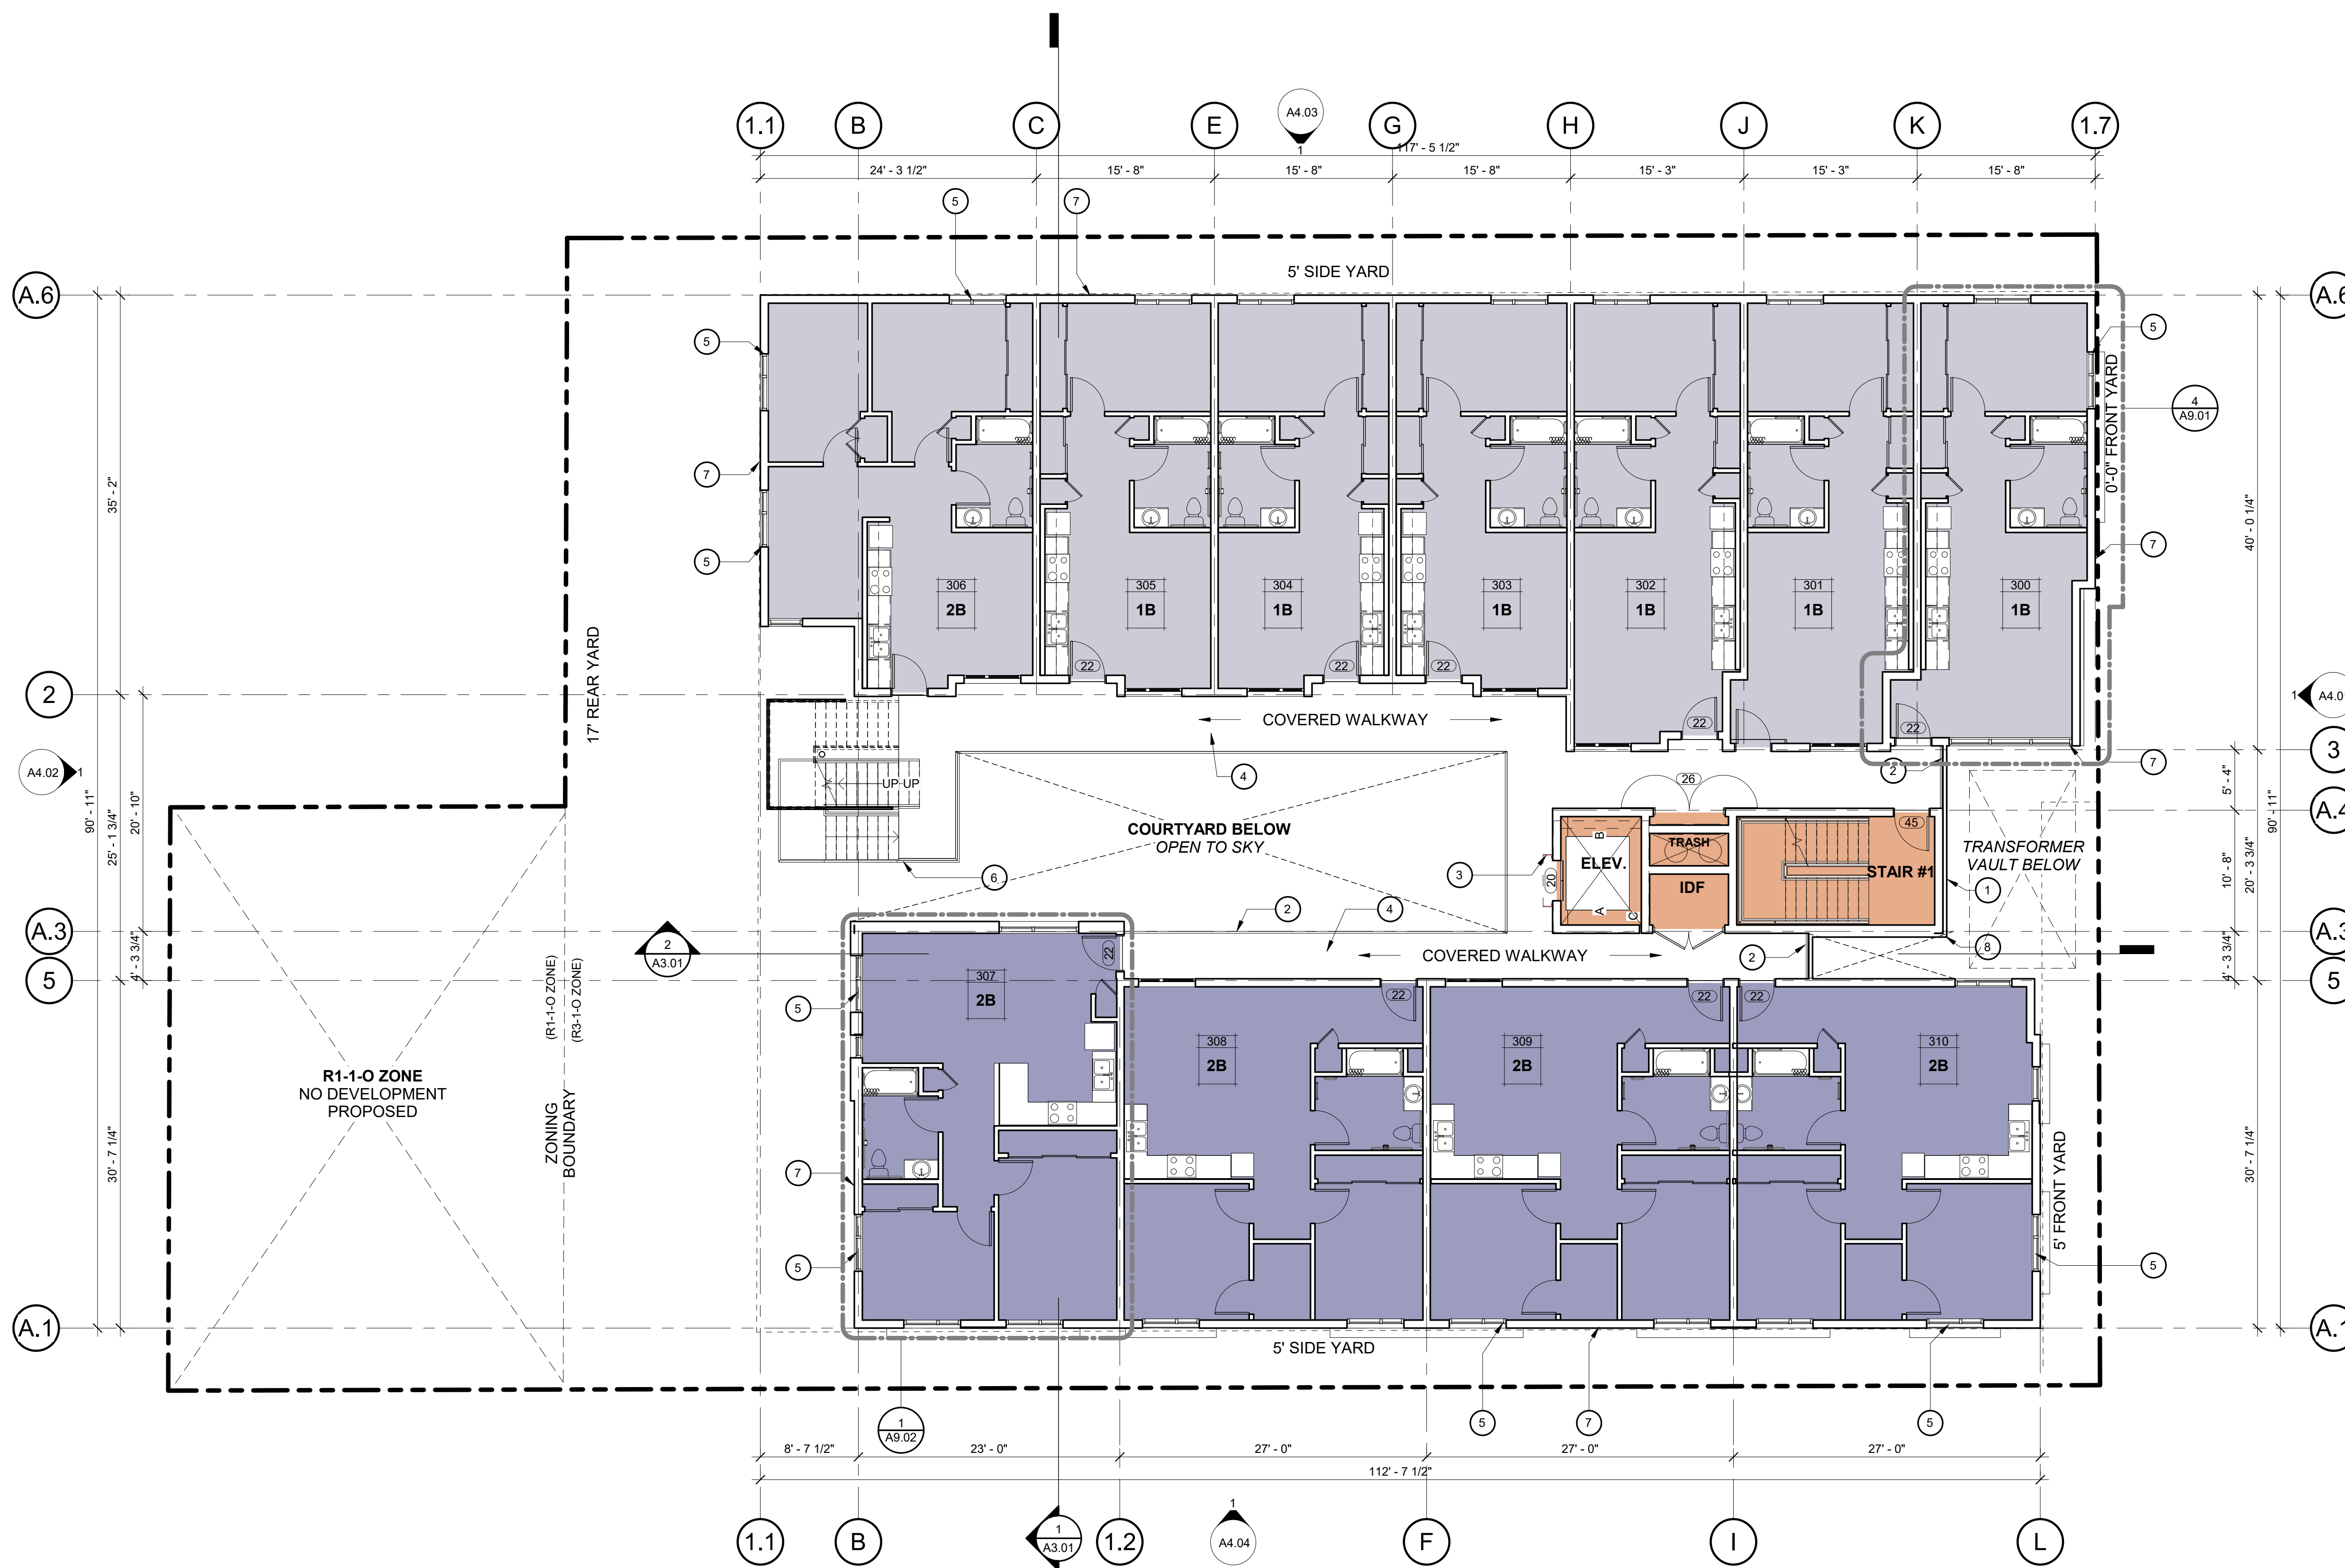 A4.03
1
1.1
B
C
E
G
H
J
K
1.7
117' - 5 1/2"
24' - 3 1/2"
15' - 8"
15' - 8"
15' - 8"
15' - 3"
15' - 3"
15' - 8"
5
7
5' SIDE YARD
A.6
A.6
5
5
4
A9.01
0'-0" FRONT YARD
7
5
7
35' - 2"
40' - 0 1/4"
306
2B
305
1B
304
1B
303
1B
302
1B
301
1B
300
1B
22
22
22
22
22
17' REAR YARD
2
COVERED WALKWAY
1
A4.0
A4.02
1
4
26
2
7
3
UP
UP
90' - 11"
25' - 1 3/4"
20' - 10"
5' - 4"
90' - 11"
20' - 3 3/4"
10' - 8"
A.4
COURTYARD BELOW
OPEN TO SKY
B
TRASH
45
TRANSFORMER
VAULT BELOW
ELEV.
STAIR #1
3
20
IDF
A
C
1
6
2
4
A.3
A.3
4' - 3 3/4"
4' - 3 3/4"
2
A3.01
COVERED WALKWAY
2
8
5
5
(R1-1-O ZONE)
(R3-1-O ZONE)
307
2B
22
22
22
22
5
308
2B
309
2B
310
2B
R1-1-O ZONE
NO DEVELOPMENT
PROPOSED
ZONING
BOUNDARY
30' - 7 1/4"
30' - 7 1/4"
7
5' FRONT YARD
5
5
A.1
A.1
5' SIDE YARD
1
A9.02
5
7
5
8' - 7 1/2"
23' - 0"
27' - 0"
27' - 0"
27' - 0"
112' - 7 1/2"
1.1
B
1
A3.01
1.2
1
A4.04
F
I
L